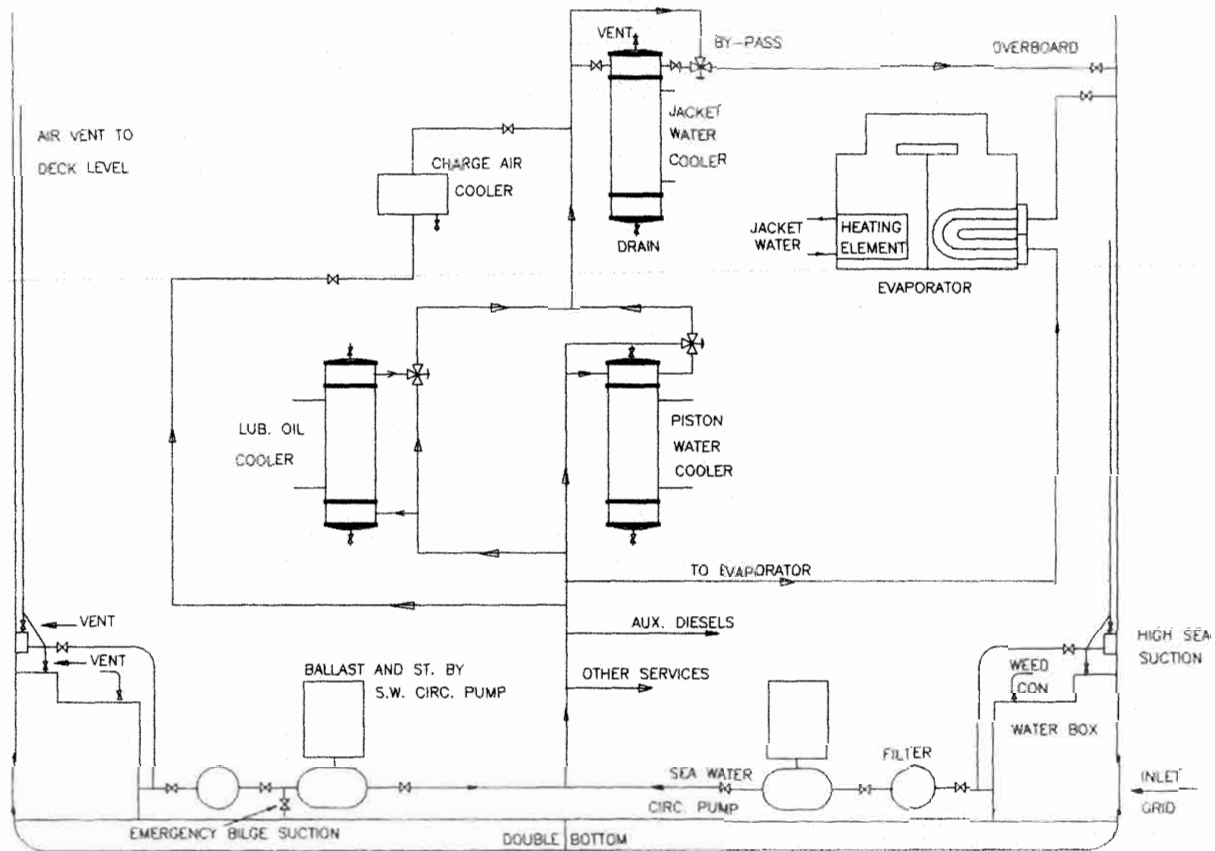 VENT
BY-PASS
OVERBOARD
AIR VENT TO
DECK LEVEL
JACKET
WATER
COOLER
CHARGE AIR
COOLER
DRAIN
JACKET
WATER
HEATING
ELEMENT
EVAPORATOR
LUB. OIL
COOLER
PISTON
WATER
COOLER
TO EVAPORATOR
VENT
AUX. DIESELS
HIGH SEA
SUCTION
VENT
BALLAST AND ST. BY
S.W. CIRC. PUMP
OTHER SERVICES
WEED
CON
WATER BOX
FILTER
SEA WATER
CIRC. PUMP
INLET
GRID
EMERGENCY BILGE SUCTION
DOUBLE BOTTOM